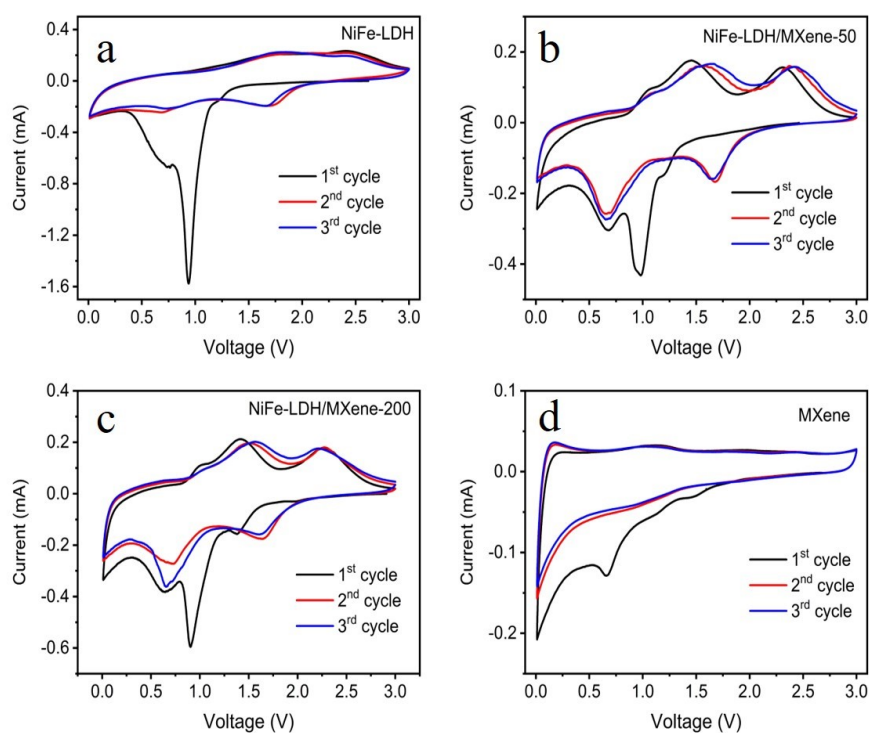 a
NiFe-LDH
0.4
0.0
-0.4
-0.8
-1.2
-1.6
Current (mA)
1st cycle
2nd cycle
3rd cycle
0.0 0.5 1.0 1.5 2.0 2.5 3.0
Voltage (V)
b
NiFe-LDH/MXene-50
0.2
0.0
-0.2
-0.4
Current (mA)
1st cycle
2nd cycle
3rd cycle
0.0 0.5 1.0 1.5 2.0 2.5 3.0
Voltage (V)
c
NiFe-LDH/MXene-200
0.4
0.2
0.0
-0.2
-0.4
-0.6
Current (mA)
1st cycle
2nd cycle
3rd cycle
0.0 0.5 1.0 1.5 2.0 2.5 3.0
Voltage (V)
d
MXene
0.1
0.0
-0.1
-0.2
Current (mA)
1st cycle
2nd cycle
3rd cycle
0.0 0.5 1.0 1.5 2.0 2.5 3.0
Voltage (V)